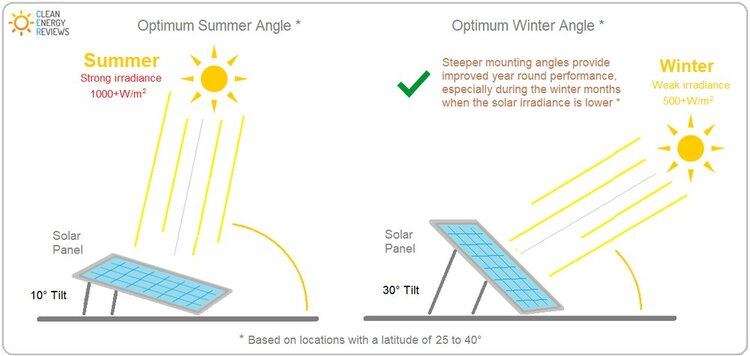 CLEAN
ENERGY
REVIEWS
Optimum Summer Angle *
Summer
Strong irradiance
1000+W/m²
Solar
Panel
10° Tilt
Optimum Winter Angle *
Steeper mounting angles provide
improved year round performance,
especially during the winter months
when the solar irradiance is lower *
Winter
Weak irradiance
500+W/m²
Solar
Panel
30° Tilt
* Based on locations with a latitude of 25 to 40°